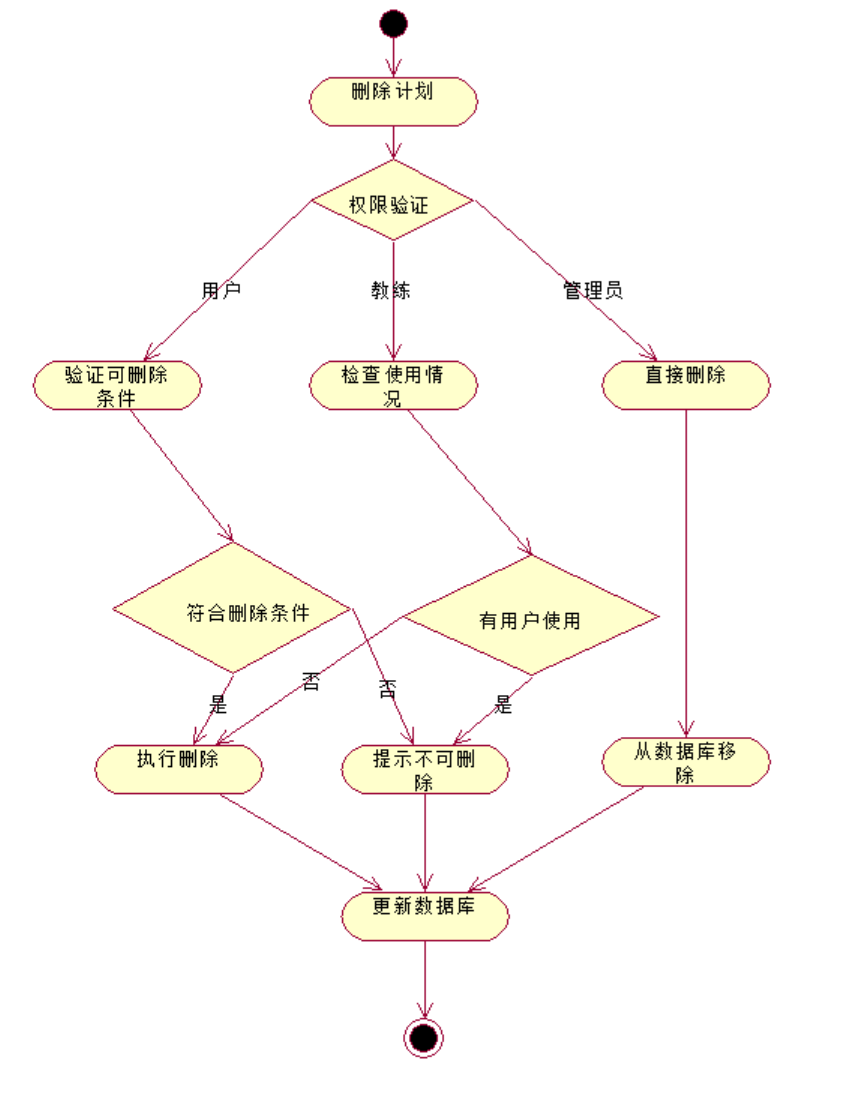 删除计划
权限验证
用户
教练
管理员
验证可删除
条件
检查使用情
况
直接删除
符合删除条件
有用户使用
是
否
否
是
执行删除
提示不可删
除
从数据库移
除
更新数据库